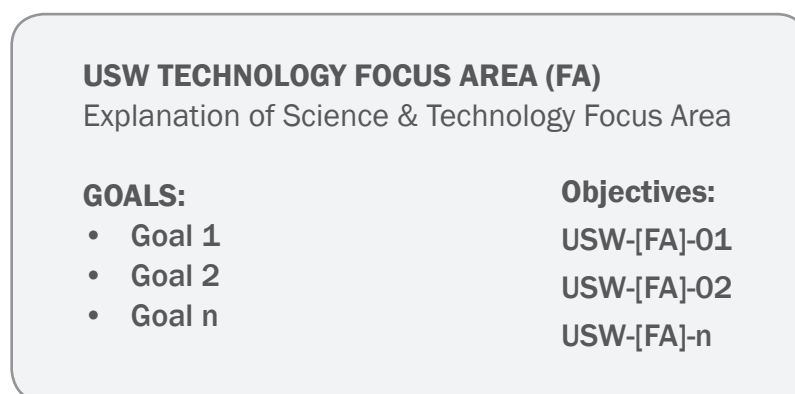 USW TECHNOLOGY FOCUS AREA (FA)
Explanation of Science & Technology Focus Area
GOALS:
• Goal 1
• Goal 2
• Goal n
Objectives:
USW-[FA]-01
USW-[FA]-02
USW-[FA]-n